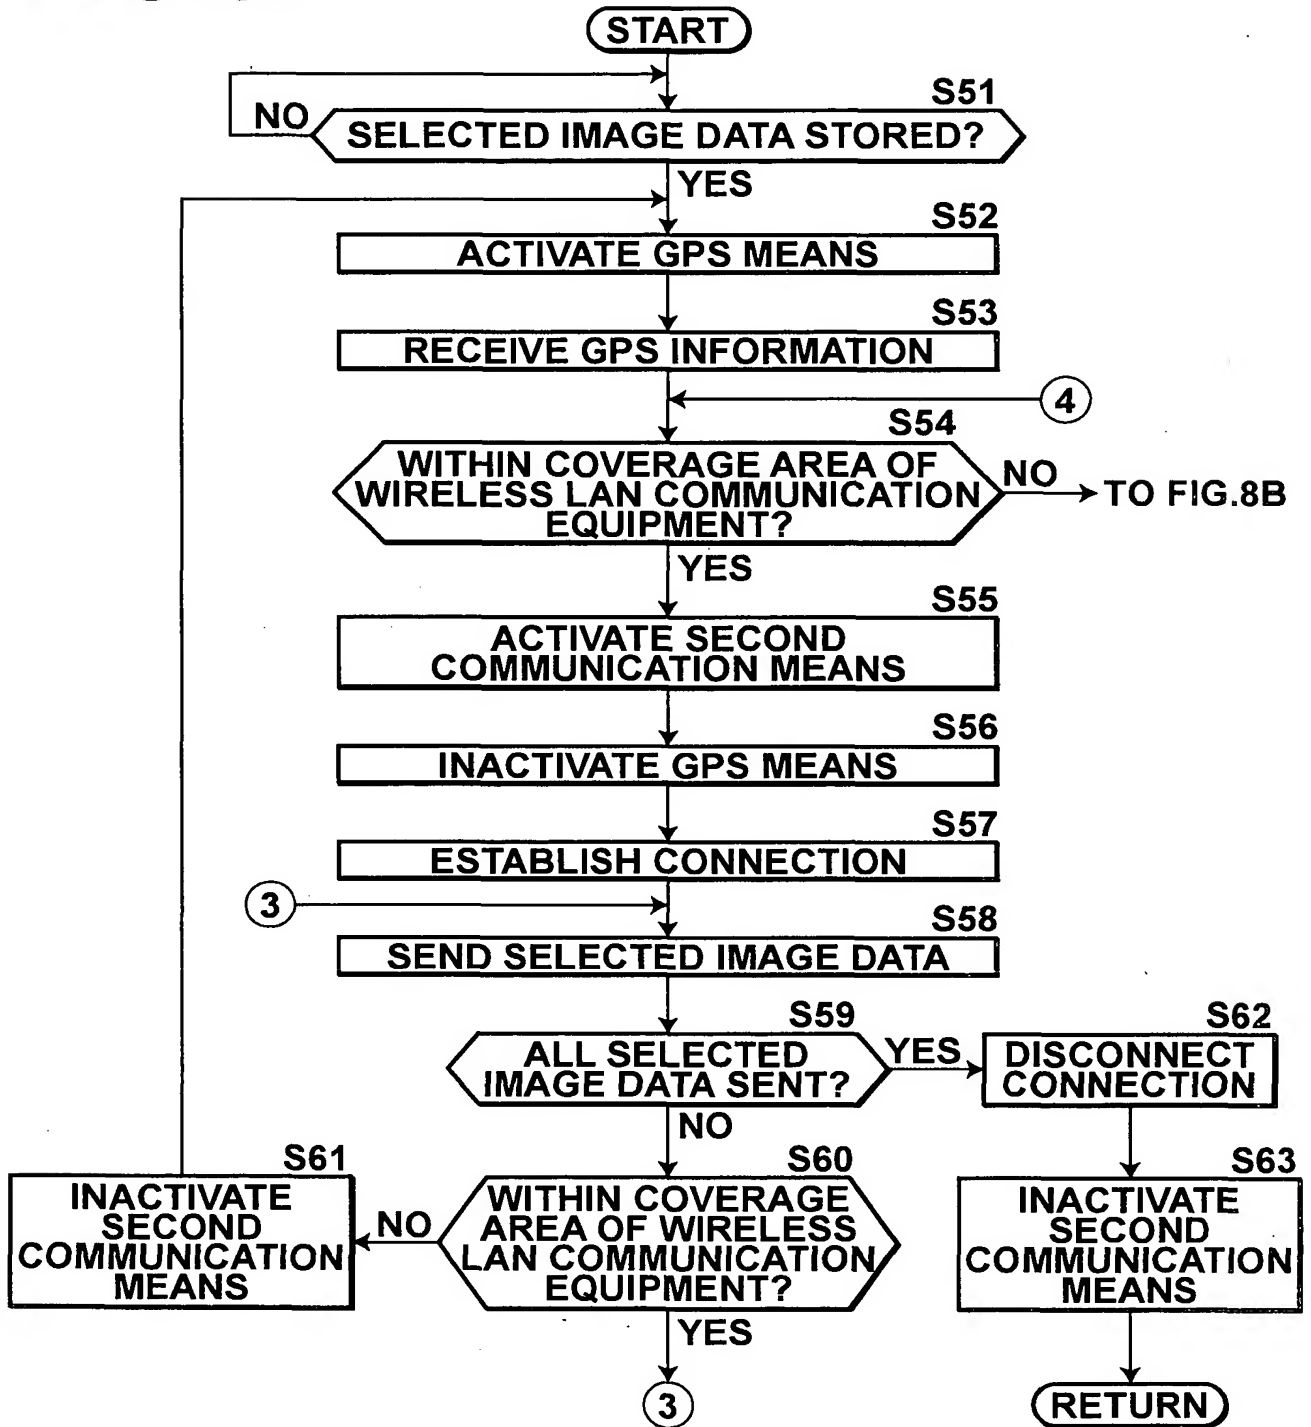 START
S51
NO
SELECTED IMAGE DATA STORED?
YES
S52
ACTIVATE GPS MEANS
S53
RECEIVE GPS INFORMATION
4
S54
WITHIN COVERAGE AREA OF
WIRELESS LAN COMMUNICATION
EQUIPMENT?
NO
TO FIG.8B
YES
S55
ACTIVATE SECOND
COMMUNICATION MEANS
S56
INACTIVATE GPS MEANS
S57
ESTABLISH CONNECTION
3
S58
SEND SELECTED IMAGE DATA
S59
ALL SELECTED
IMAGE DATA SENT?
YES
S62
DISCONNECT
CONNECTION
NO
S61
INACTIVATE
SECOND
COMMUNICATION
MEANS
NO
S60
WITHIN COVERAGE
AREA OF WIRELESS
LAN COMMUNICATION
EQUIPMENT?
S63
INACTIVATE
SECOND
COMMUNICATION
MEANS
YES
3
RETURN